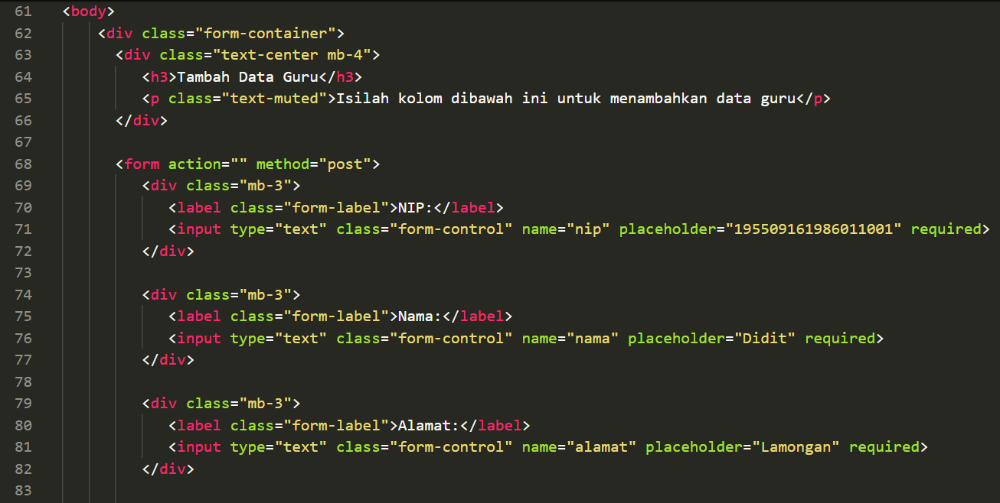 61 <body>
62 <div class="form-container">
63 <div class="text-center mb-4">
64 <h3>Tambah Data Guru</h3>
65 <p class="text-muted">Isilah kolom dibawah ini untuk menambahkan data guru</p>
66 </div>
67
68 <form action="" method="post">
69 <div class="mb-3">
70 <label class="form-label">NIP:</label>
71 <input type="text" class="form-control" name="nip" placeholder="195509161986011001" required>
72 </div>
73
74 <div class="mb-3">
75 <label class="form-label">Nama:</label>
76 <input type="text" class="form-control" name="nama" placeholder="Didit" required>
77 </div>
78
79 <div class="mb-3">
80 <label class="form-label">Alamat:</label>
81 <input type="text" class="form-control" name="alamat" placeholder="Lamongan" required>
82 </div>
83